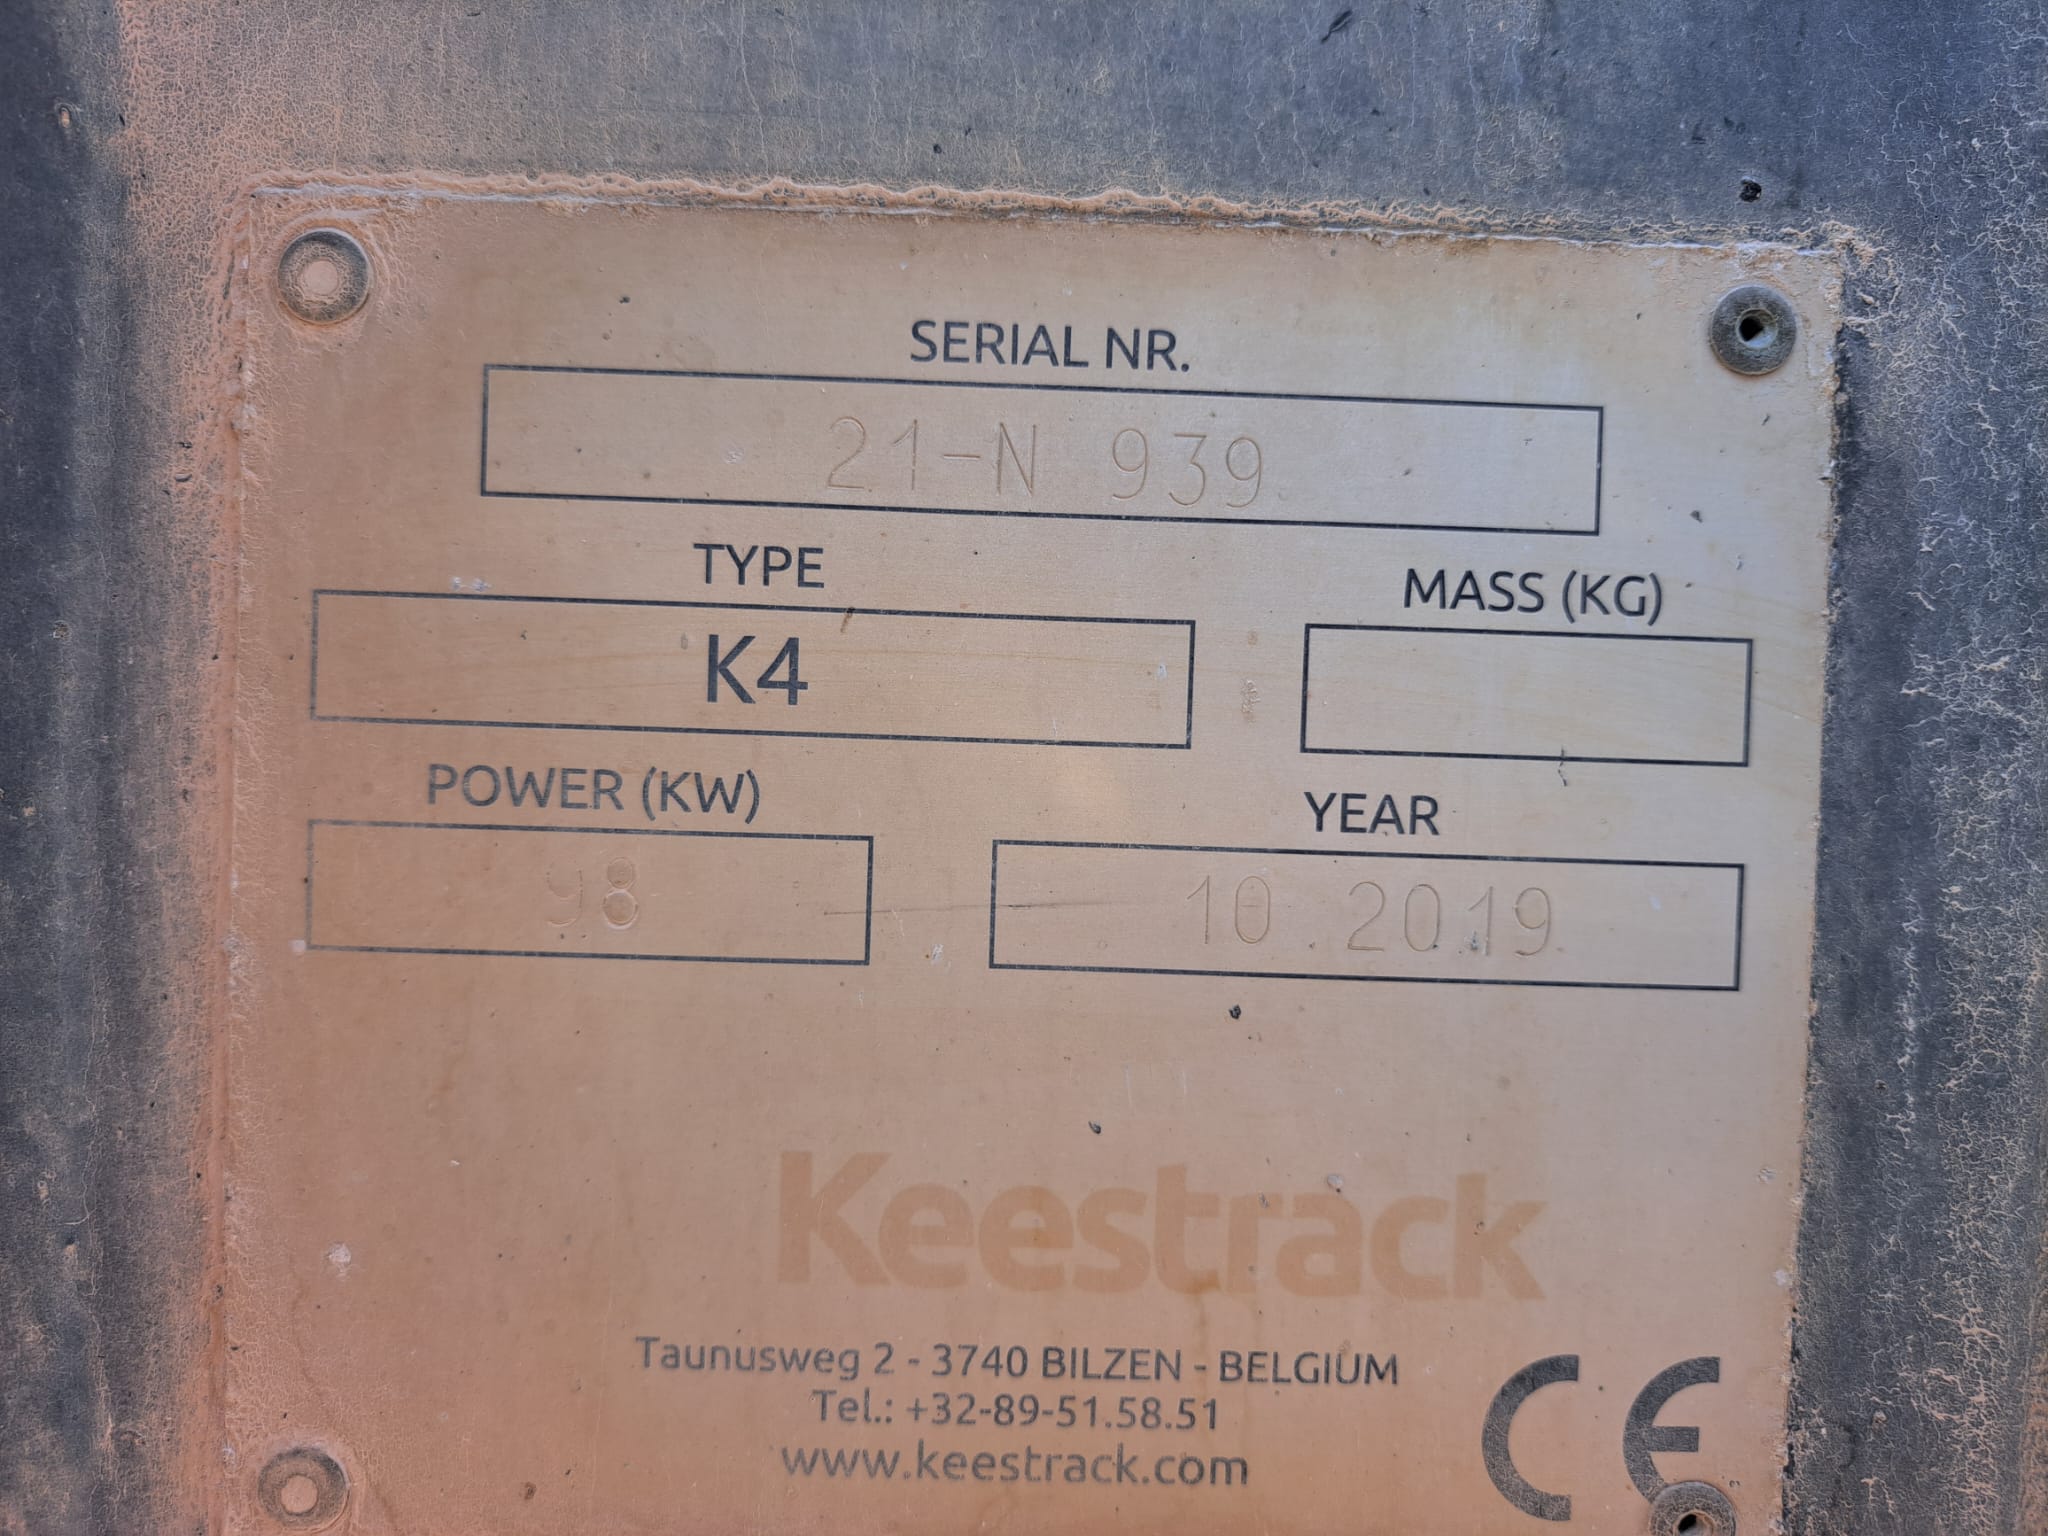 SERIAL NR.
21-N 939
TYPE
MASS (KG)
K4
POWER (KW)
YEAR
98
10.2019
Keestrack
Taunusweg 2 - 3740 BILZEN - BELGIUM
Tel.: +32-89-51.58.51
www.keestrack.com
CE